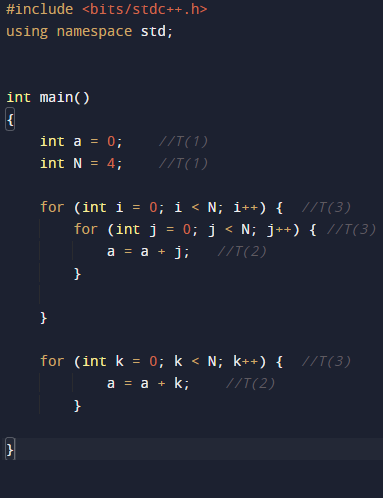 #include <bits/stdc++.h>
using namespace std;
int main()
{
    int a = 0;    //T(1)
    int N = 4;    //T(1)
    for (int i = 0; i < N; i++) {  //T(3)
        for (int j = 0; j < N; j++) { //T(3)
            a = a + j;   //T(2)
        }
    }
    for (int k = 0; k < N; k++) {  //T(3)
            a = a + k;    //T(2)
        }
}